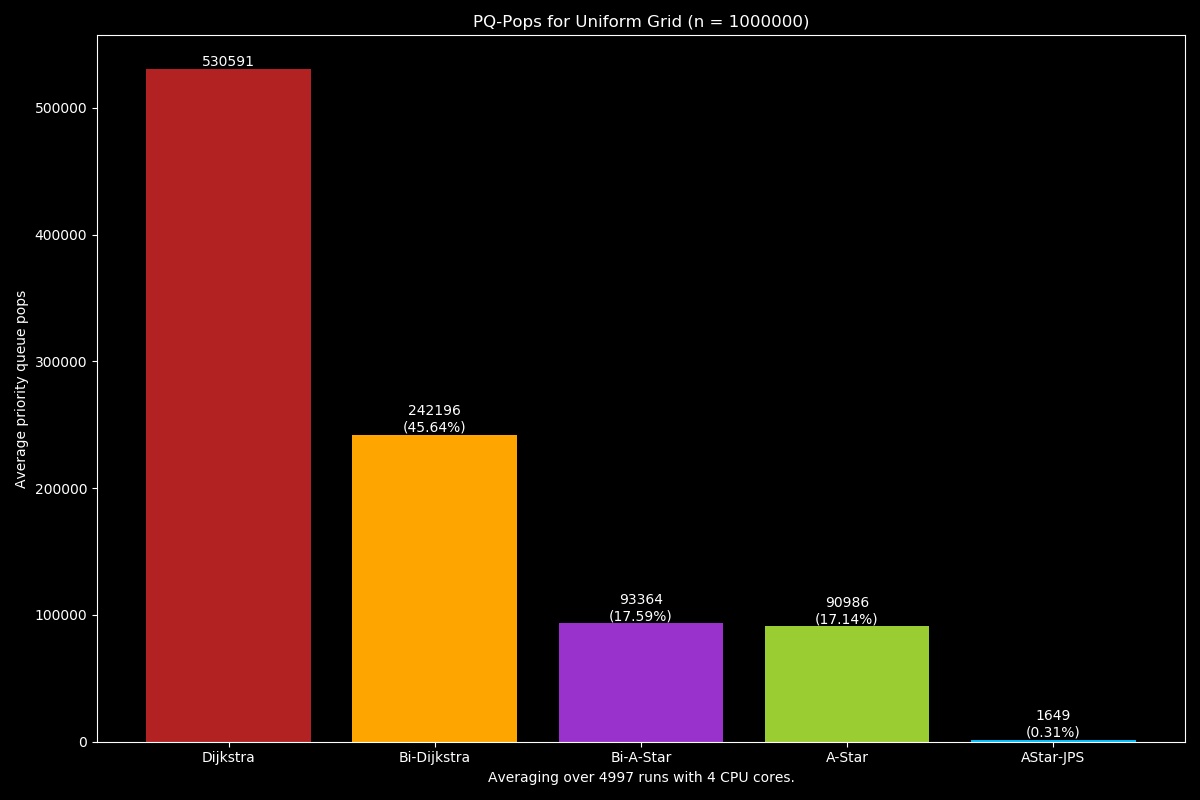 PQ-Pops for Uniform Grid (n = 1000000)
Average priority queue pops
500000
400000
300000
200000
100000
0
530591
242196
(45.64%)
93364
(17.59%)
90986
(17.14%)
1649
(0.31%)
Dijkstra
Bi-Dijkstra
Bi-A-Star
A-Star
AStar-JPS
Averaging over 4997 runs with 4 CPU cores.